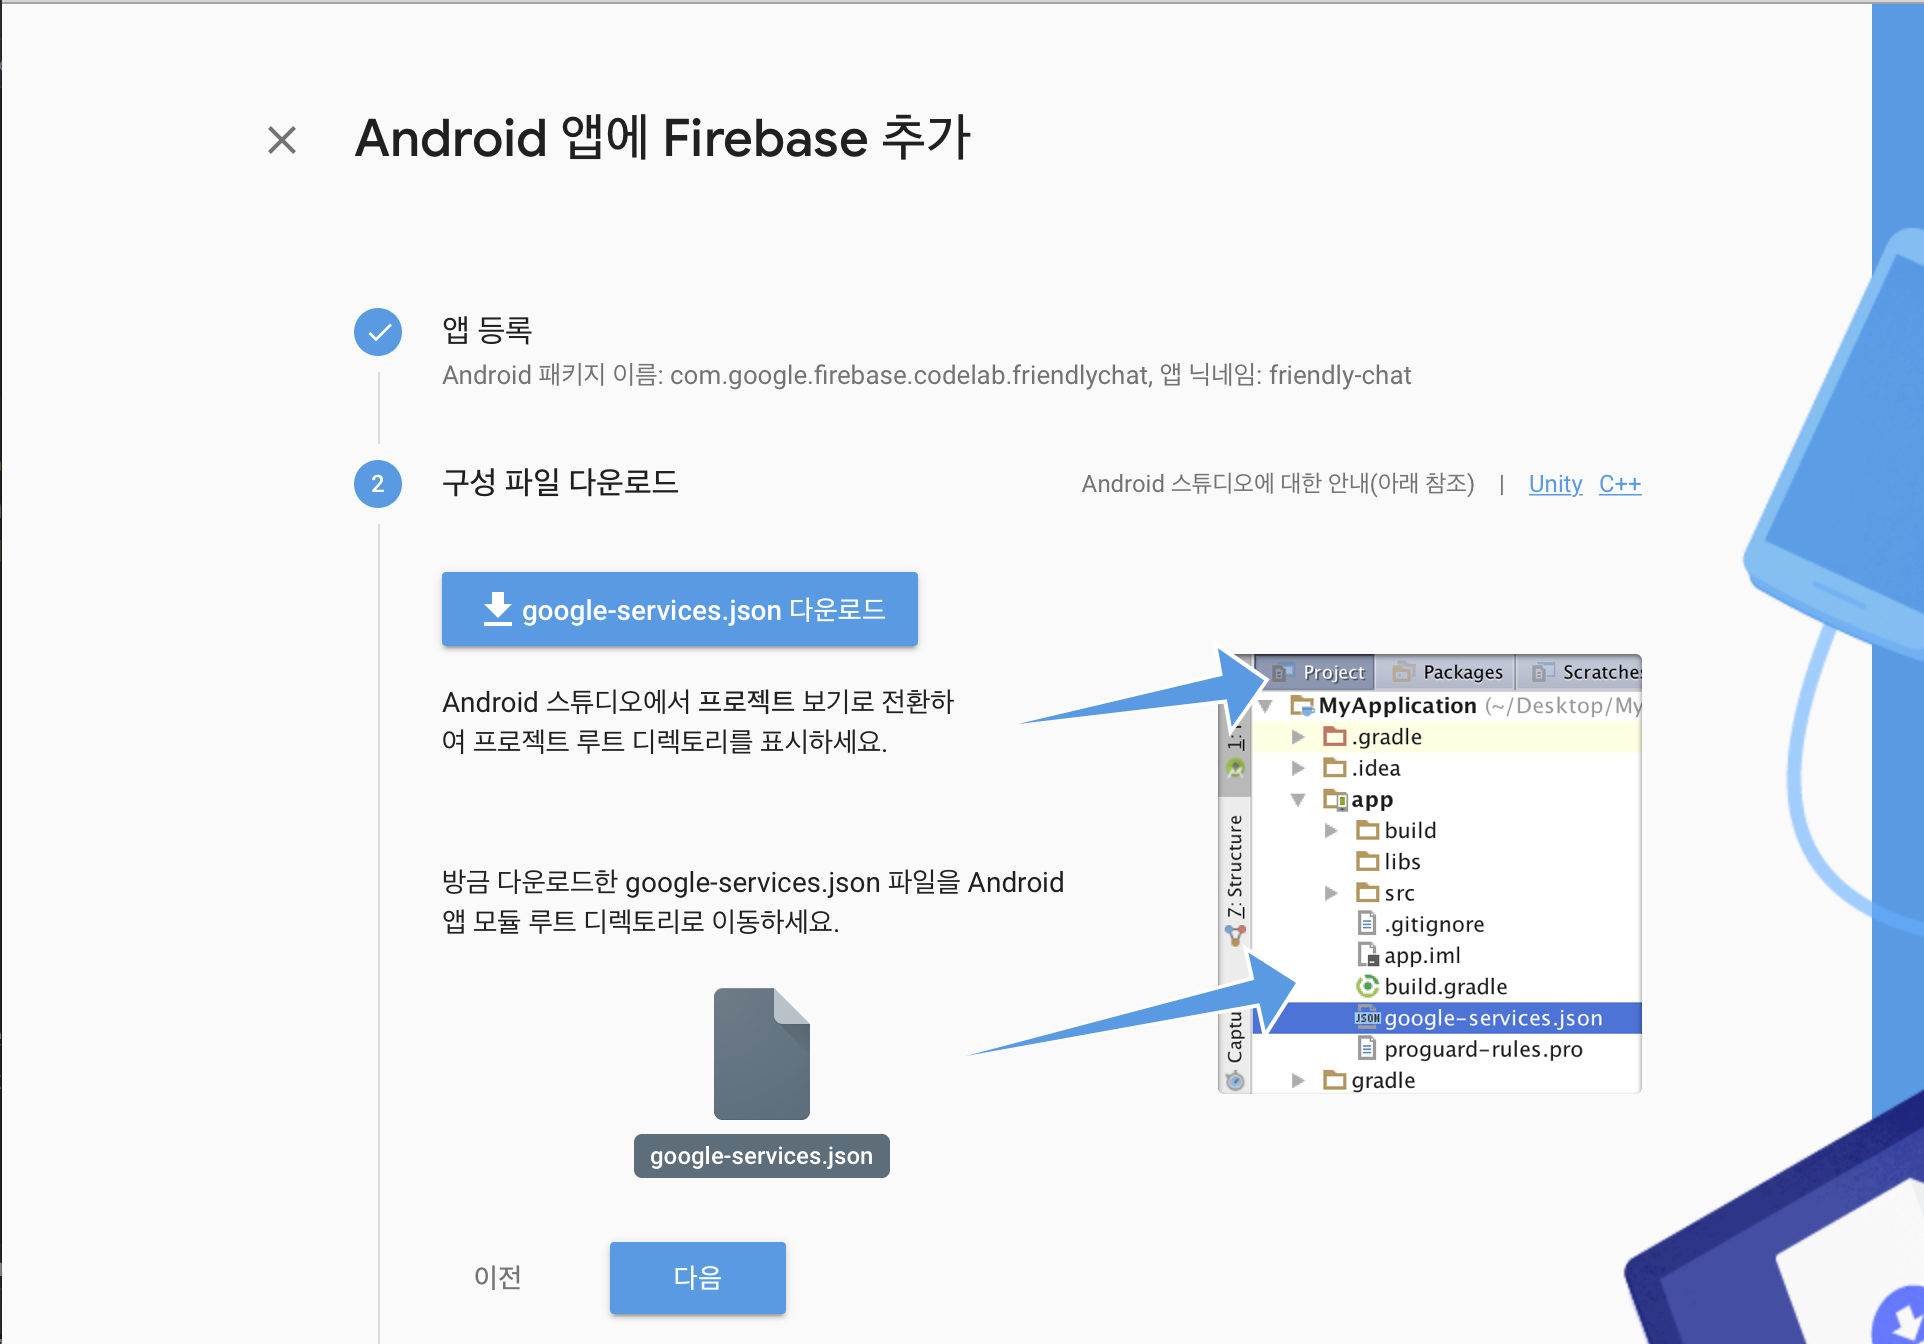 Android 앱에 Firebase 추가
앱 등록
Android 패키지 이름: com.google.firebase.codelab.friendlychat, 앱 닉네임: friendly-chat
2
구성 파일 다운로드
Android 스튜디오에 대한 안내(아래 참조) | Unity C++
google-services.json 다운로드
Android 스튜디오에서 프로젝트 보기로 전환하
여 프로젝트 루트 디렉토리를 표시하세요.
방금 다운로드한 google-services.json 파일을 Android
앱 모듈 루트 디렉토리로 이동하세요.
google-services.json
이전
다음
Project Packages Scratches
MyApplication (~/Desktop/My
.gradle
.idea
app
build
libs
src
.gitignore
app.iml
build.gradle
JSON google-services.json
proguard-rules.pro
gradle
1:
7: Structure
Captu